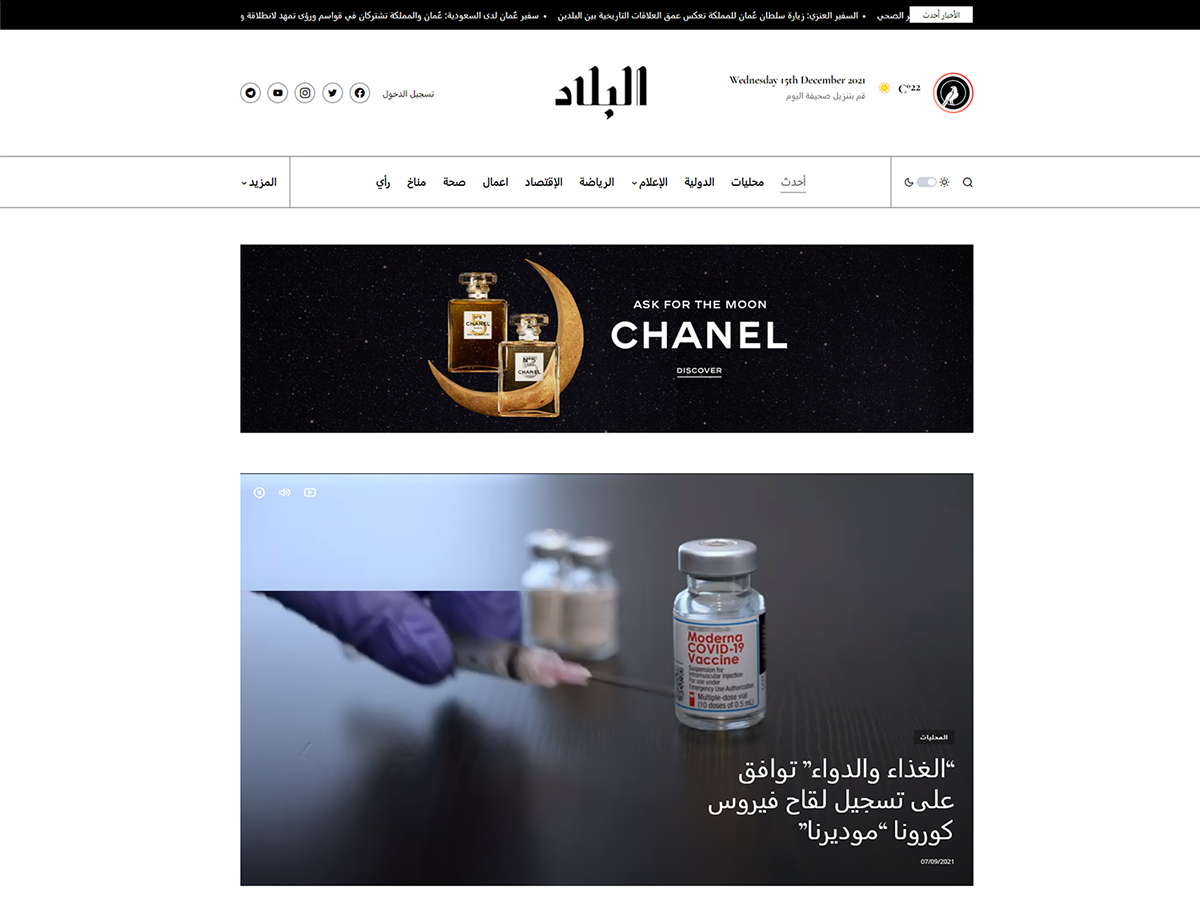 الأخبار أحدث
ر الصحي • السفير العنزي: زيارة سلطان عُمان للمملكة تعكس عمق العلاقات التاريخية بين البلدين • سفير عُمان لدى السعودية: عُمان والمملكة تشتركان في قواسم ورؤى تمهد لانطلاقة و
Wednesday 15th December 2021
C°22
قم بتنزيل صحيفة اليوم
البلاد
تسجيل الدخول
أحدث محليات الدولية الإعلام الرياضة الإقتصاد اعمال صحة مناخ رأي المزيد
ASK FOR THE MOON
CHANEL
DISCOVER
CHANEL
N°5
CHANEL
Moderna
COVID-19
Vaccine
Suspension for
Intramuscular Injection
For use under
Emergency Use Authorization
Multiple-dose vial
(10 doses of 0.5 mL)
المحليات
“الغذاء والدواء” توافق
على تسجيل لقاح فيروس
كورونا “موديرنا”
07/09/2021